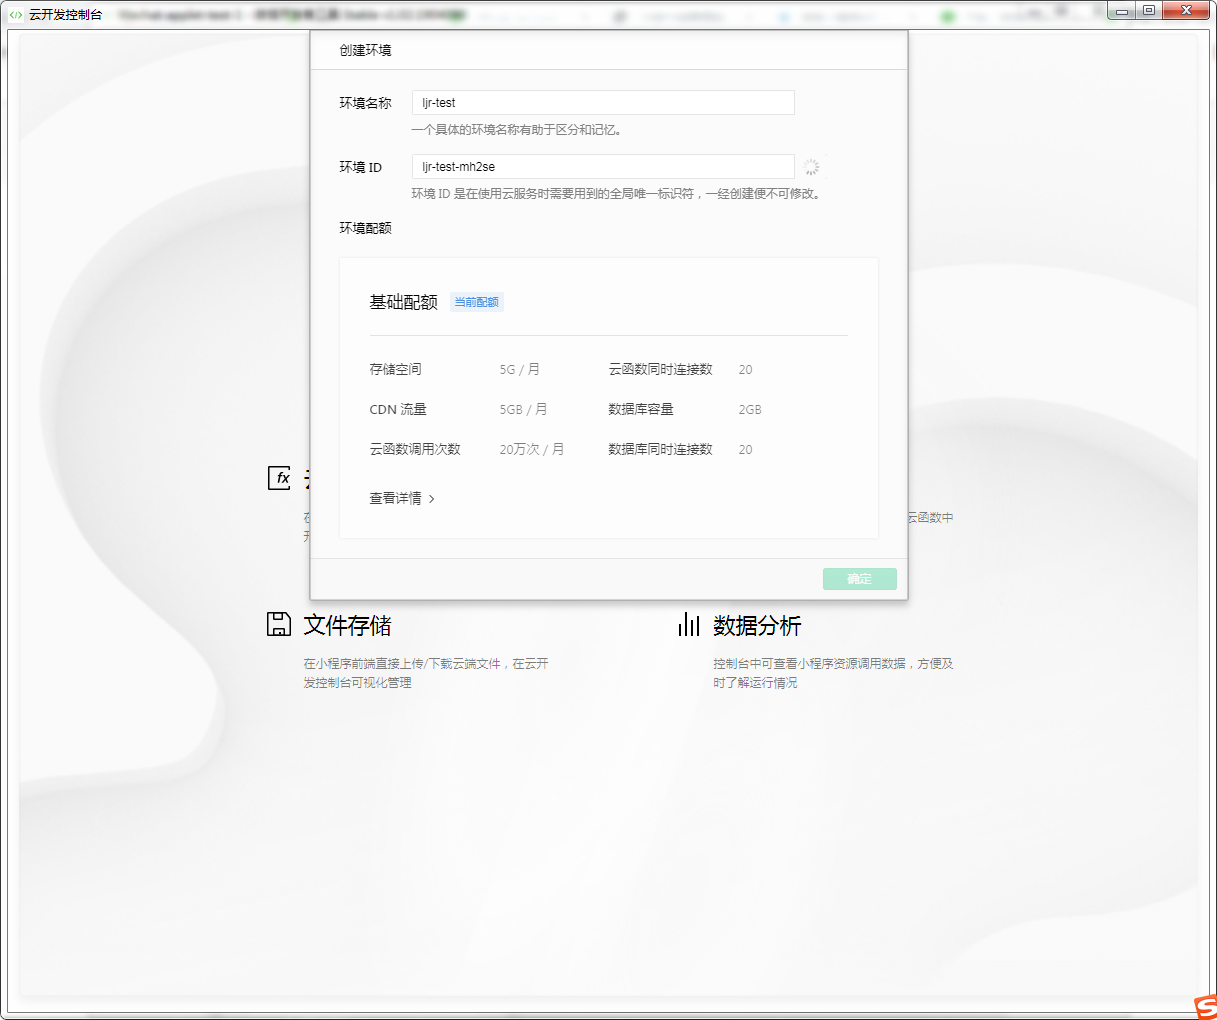 云开发控制台
创建环境
环境名称 ljr-test
一个具体的环境名称有助于区分和记忆。
环境 ID ljr-test-mh2se
环境 ID 是在使用云服务时需要用到的全局唯一标识符，一经创建便不可修改。
环境配额
基础配额 当前配额
存储空间 5G / 月 云函数同时连接数 20
CDN 流量 5GB / 月 数据库容量 2GB
云函数调用次数 20万次 / 月 数据库同时连接数 20
查看详情
fx
云函数中
开
确定
文件存储 数据分析
在小程序前端直接上传/下载云端文件，在云开 控制台中可查看小程序资源调用数据，方便及
发控制台可视化管理 时了解运行情况